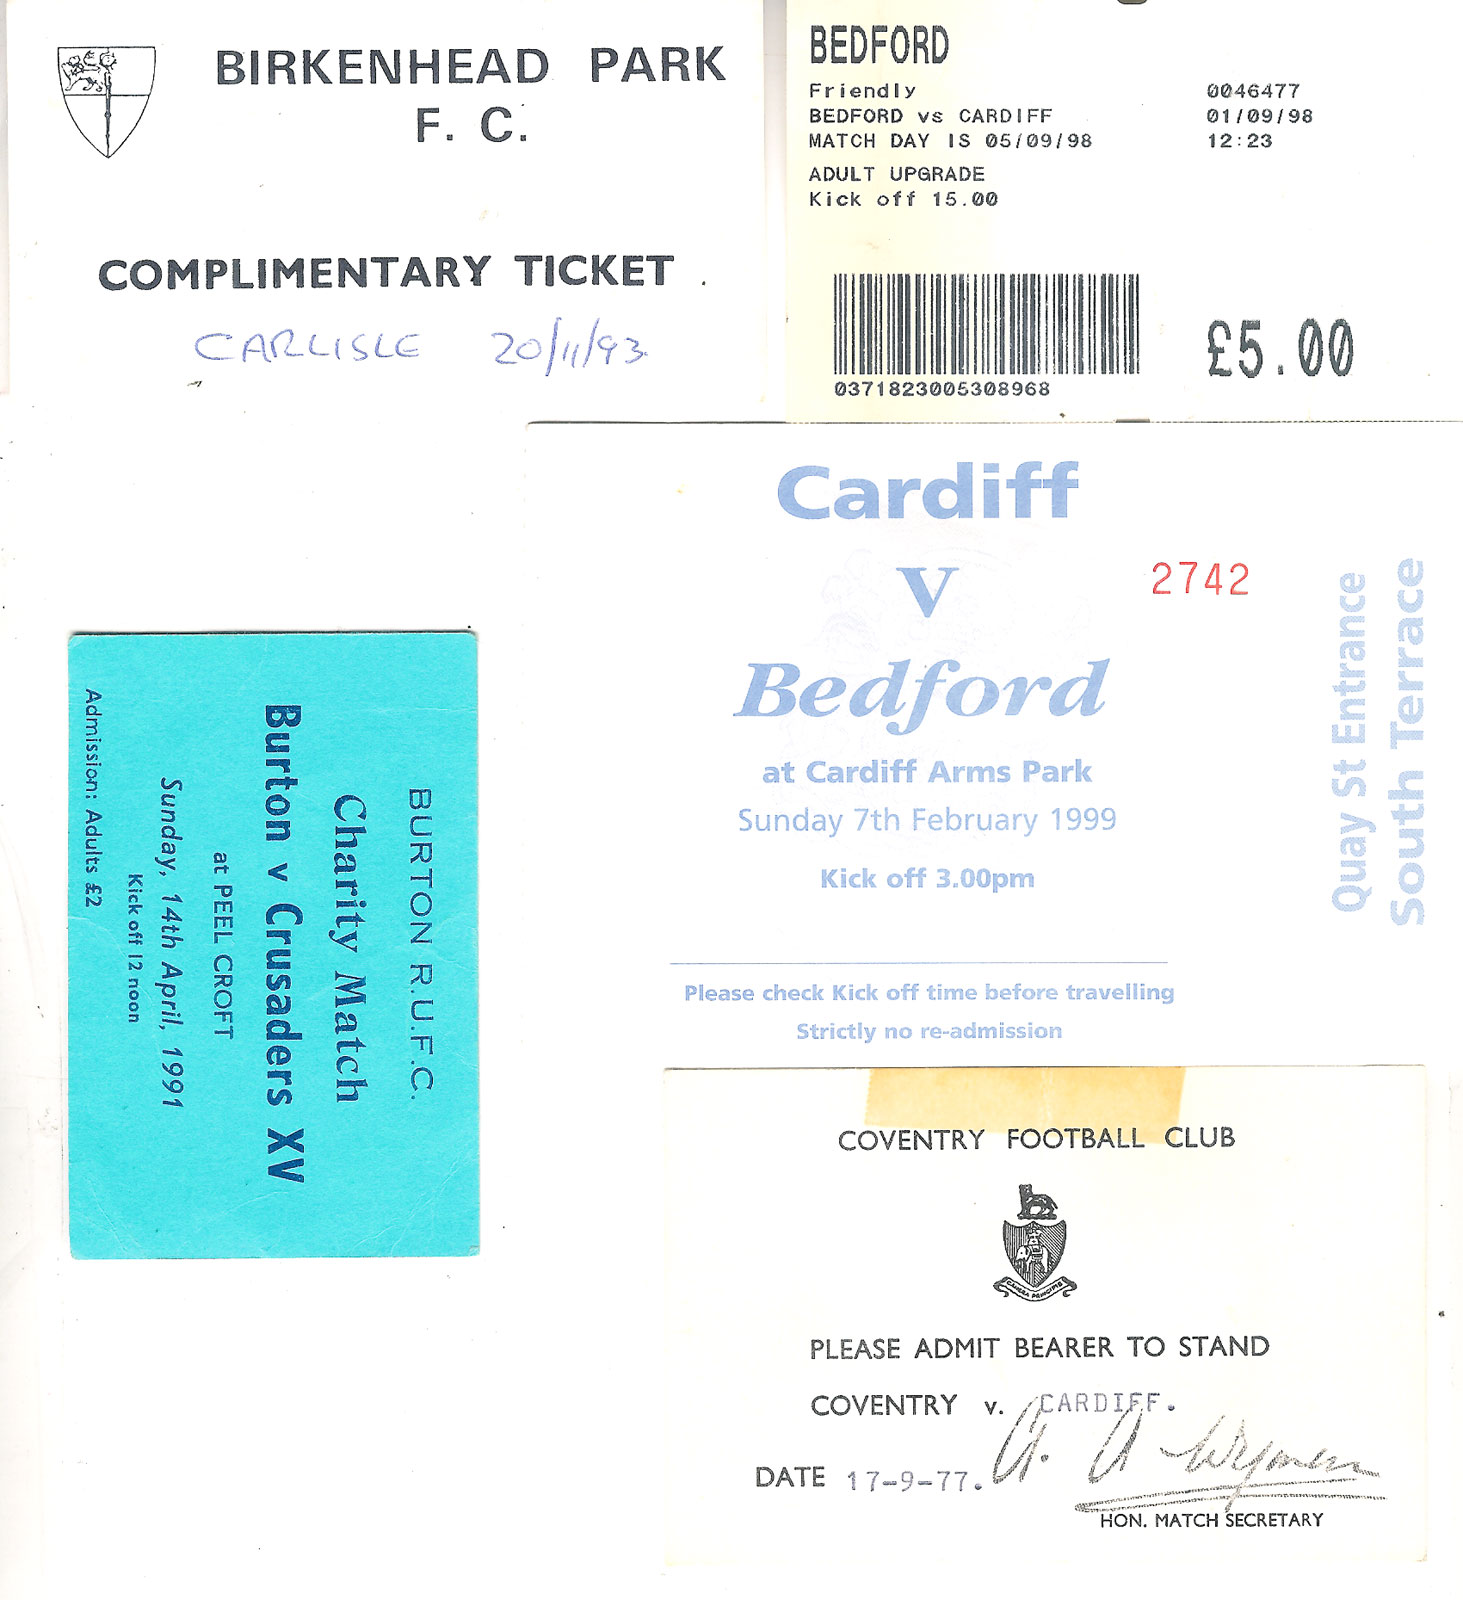 BIRKENHEAD PARK
F. C.
COMPLIMENTARY TICKET
CARLISLE 20/11/93
BEDFORD
Friendly 0046477
BEDFORD vs CARDIFF 01/09/98
MATCH DAY IS 05/09/98 12:23
ADULT UPGRADE
Kick off 15.00
0371823005308968
£5.00
Cardiff
v
Bedford
2742
at Cardiff Arms Park
Sunday 7th February 1999
Kick off 3.00pm
Please check Kick off time before travelling
Strictly no re-admission
Quay St Entrance
South Terrace
BURTON R.U.F.C.
Charity Match
Burton v Crusaders XV
at PEEL CROFT
Sunday, 14th April, 1991
Kick off 12 noon
Admission: Adults £2
COVENTRY FOOTBALL CLUB
CAMERA PRINCIPIS
PLEASE ADMIT BEARER TO STAND
COVENTRY v. CARDIFF.
DATE 17-9-77.
HON. MATCH SECRETARY